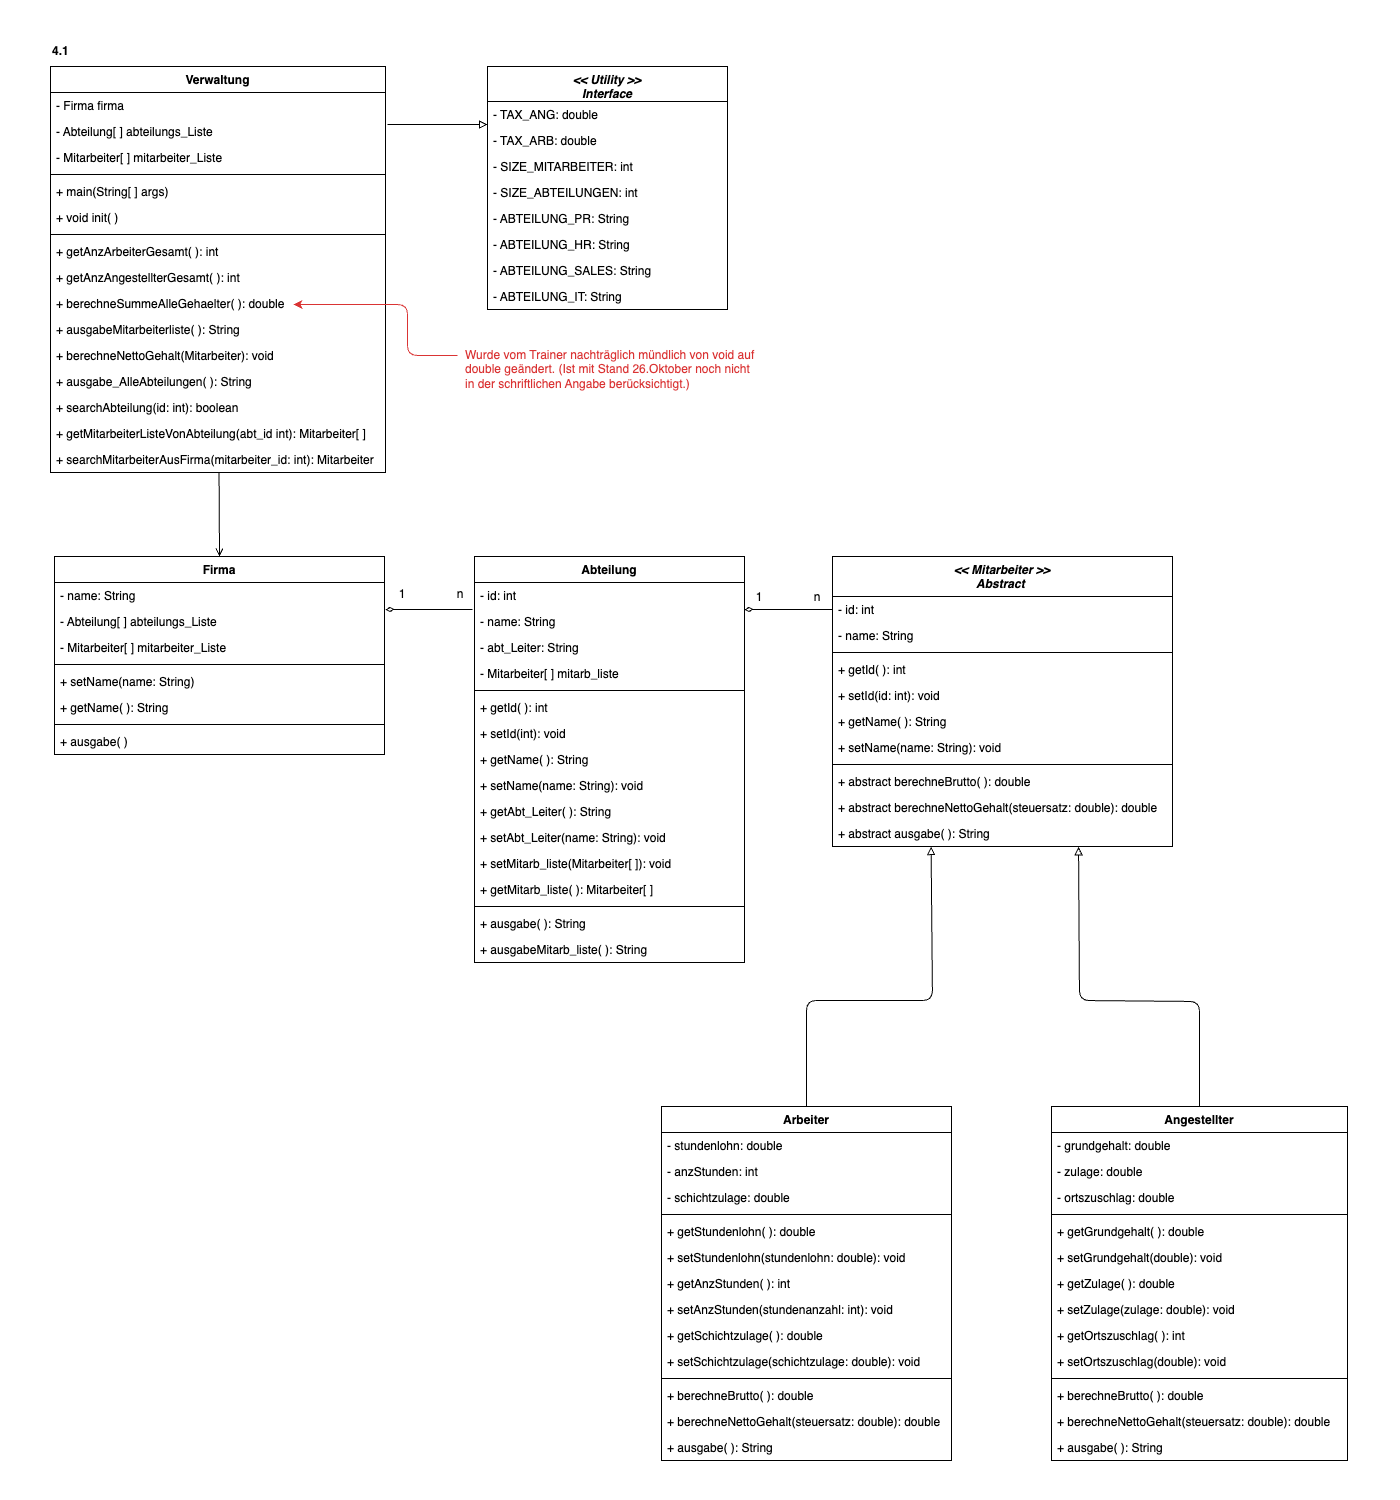 4.1
Verwaltung
- Firma firma
- Abteilung[ ] abteilungs_Liste
- Mitarbeiter[ ] mitarbeiter_Liste
+ main(String[ ] args)
+ void init( )
+ getAnzArbeiterGesamt( ): int
+ getAnzAngestellterGesamt( ): int
+ berechneSummeAlleGehaelter( ): double
+ ausgabeMitarbeiterliste( ): String
+ berechneNettoGehalt(Mitarbeiter): void
+ ausgabe_AlleAbteilungen( ): String
+ searchAbteilung(id: int): boolean
+ getMitarbeiterListeVonAbteilung(abt_id int): Mitarbeiter[ ]
+ searchMitarbeiterAusFirma(mitarbeiter_id: int): Mitarbeiter
<< Utility >>
Interface
- TAX_ANG: double
- TAX_ARB: double
- SIZE_MITARBEITER: int
- SIZE_ABTEILUNGEN: int
- ABTEILUNG_PR: String
- ABTEILUNG_HR: String
- ABTEILUNG_SALES: String
- ABTEILUNG_IT: String
Wurde vom Trainer nachträglich mündlich von void auf
double geändert. (Ist mit Stand 26.Oktober noch nicht
in der schriftlichen Angabe berücksichtigt.)
Firma
- name: String
- Abteilung[ ] abteilungs_Liste
- Mitarbeiter[ ] mitarbeiter_Liste
+ setName(name: String)
+ getName( ): String
+ ausgabe( )
1
n
Abteilung
- id: int
- name: String
- abt_Leiter: String
- Mitarbeiter[ ] mitarb_liste
+ getId( ): int
+ setId(int): void
+ getName( ): String
+ setName(name: String): void
+ getAbt_Leiter( ): String
+ setAbt_Leiter(name: String): void
+ setMitarb_liste(Mitarbeiter[ ]): void
+ getMitarb_liste( ): Mitarbeiter[ ]
+ ausgabe( ): String
+ ausgabeMitarb_liste( ): String
1
n
<< Mitarbeiter >>
Abstract
- id: int
- name: String
+ getId( ): int
+ setId(id: int): void
+ getName( ): String
+ setName(name: String): void
+ abstract berechneBrutto( ): double
+ abstract berechneNettoGehalt(steuersatz: double): double
+ abstract ausgabe( ): String
Arbeiter
- stundenlohn: double
- anzStunden: int
- schichtzulage: double
+ getStundenlohn( ): double
+ setStundenlohn(stundenlohn: double): void
+ getAnzStunden( ): int
+ setAnzStunden(stundenanzahl: int): void
+ getSchichtzulage( ): double
+ setSchichtzulage(schichtzulage: double): void
+ berechneBrutto( ): double
+ berechneNettoGehalt(steuersatz: double): double
+ ausgabe( ): String
Angestellter
- grundgehalt: double
- zulage: double
- ortszuschlag: double
+ getGrundgehalt( ): double
+ setGrundgehalt(double): void
+ getZulage( ): double
+ setZulage(zulage: double): void
+ getOrtszuschlag( ): int
+ setOrtszuschlag(double): void
+ berechneBrutto( ): double
+ berechneNettoGehalt(steuersatz: double): double
+ ausgabe( ): String